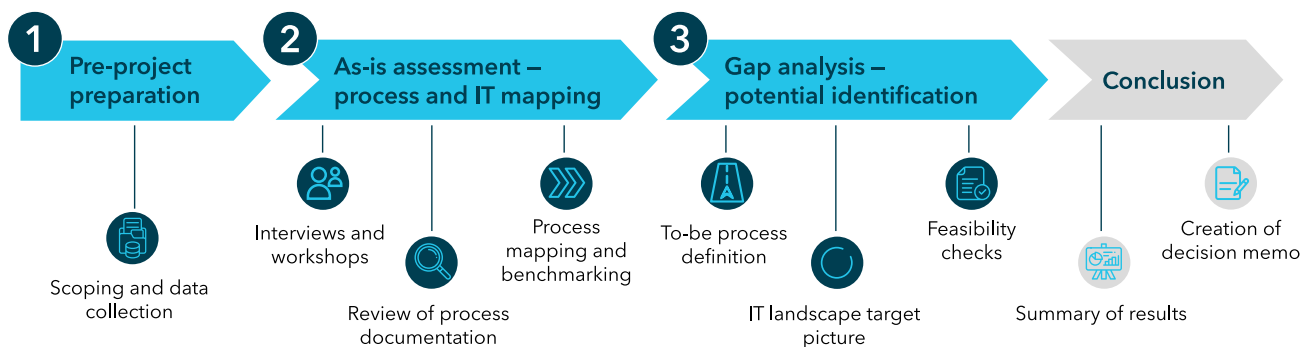 1
Pre-project
preparation
2
As-is assessment –
process and IT mapping
3
Gap analysis –
potential identification
Conclusion
Scoping and data
collection
Interviews and
workshops
Review of process
documentation
Process
mapping and
benchmarking
To-be process
definition
IT landscape target
picture
Feasibility
checks
Summary of results
Creation of
decision memo